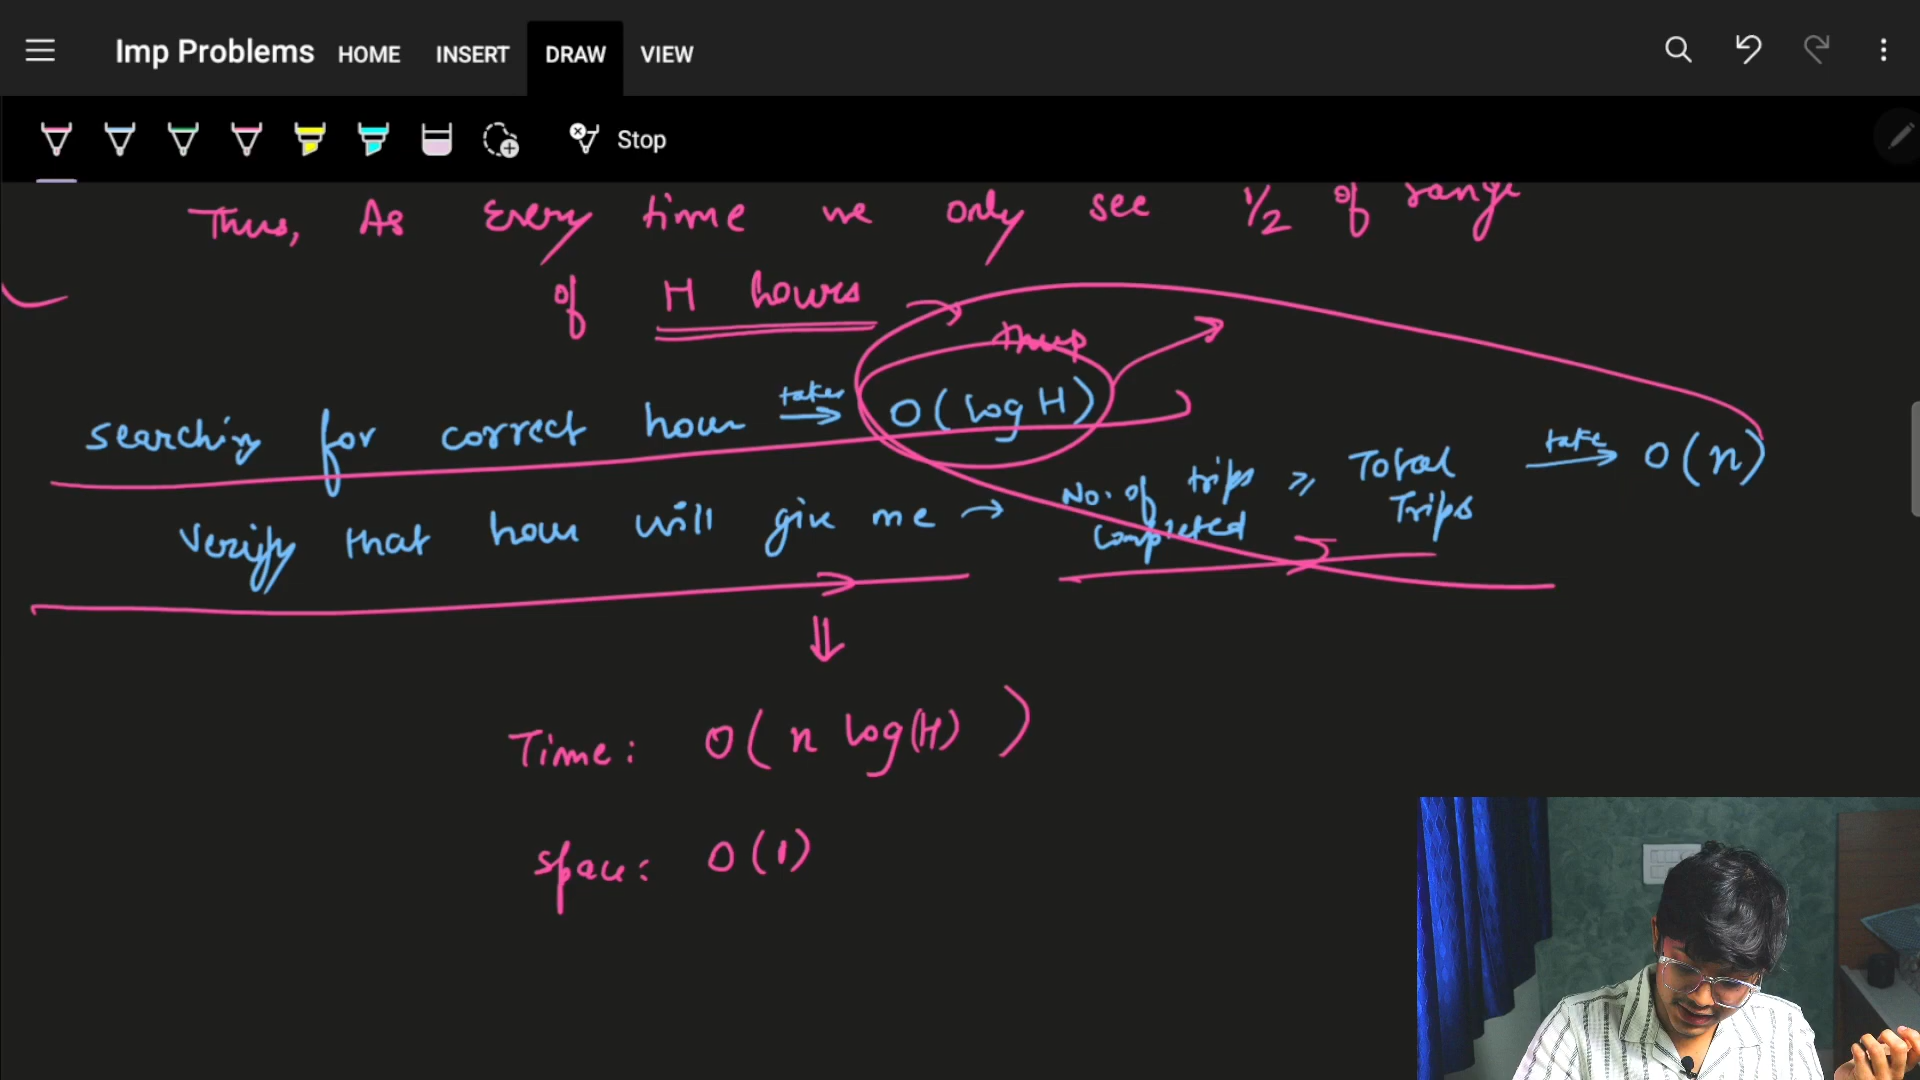 Imp Problems HOME INSERT DRAW VIEW
Stop
Thus, As Every time we only see 1/2 of range
of H hours
searching for correct hour takes O(log H)
Verify that hour will give me → No. of trips completed ≥ Total Trips take O(n)
Time: O(n log(H))
space: O(1)